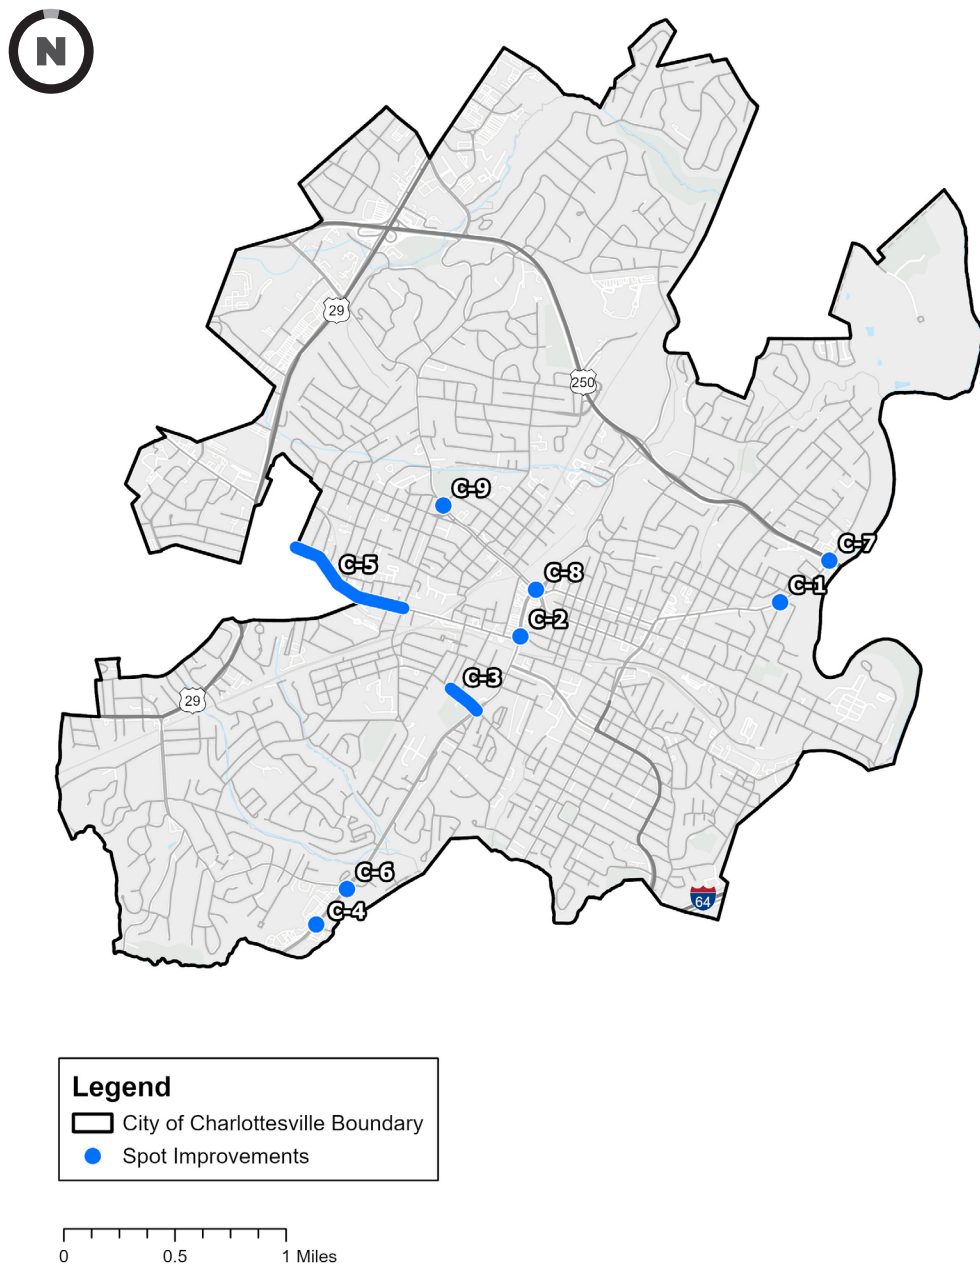 N
29
250
C-9
C-7
C-5
C-8
C-1
C-2
C-3
29
C-6
64
C-4
Legend
City of Charlottesville Boundary
Spot Improvements
0 0.5 1 Miles